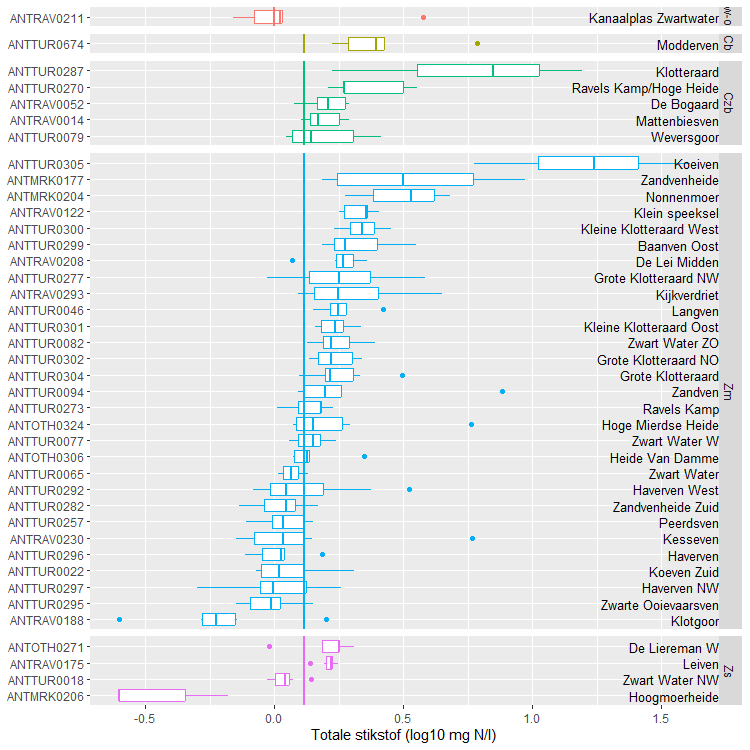 ANTRAV0211 Kanaalplas Zwartwater
ANTTUR0674 Modderven Cb
ANTTUR0287 Klotteraard
ANTTUR0270 Ravels Kamp/Hoge Heide
ANTRAV0052 De Bogaard Czb
ANTRAV0014 Mattenbiesven
ANTTUR0079 Weversgoor
ANTTUR0305 Koeiven
ANTMRK0177 Zandvenheide
ANTMRK0204 Nonnenmoer
ANTRAV0122 Klein speeksel
ANTTUR0300 Kleine Klotteraard West
ANTTUR0299 Baanven Oost
ANTRAV0208 De Lei Midden
ANTTUR0277 Grote Klotteraard NW
ANTRAV0293 Kijkverdriet
ANTTUR0046 Langven
ANTTUR0301 Kleine Klotteraard Oost
ANTTUR0082 Zwart Water ZO
ANTTUR0302 Grote Klotteraard NO
ANTTUR0304 Grote Klotteraard
ANTTUR0094 Zandven Zm
ANTTUR0273 Ravels Kamp
ANTOTH0324 Hoge Mierdse Heide
ANTTUR0077 Zwart Water W
ANTOTH0306 Heide Van Damme
ANTTUR0065 Zwart Water
ANTTUR0292 Haverven West
ANTTUR0282 Zandvenheide Zuid
ANTTUR0257 Peerdsven
ANTRAV0230 Kesseven
ANTTUR0296 Haverven
ANTTUR0022 Koeven Zuid
ANTTUR0297 Haverven NW
ANTTUR0295 Zwarte Ooievaarsven
ANTRAV0188 Klotgoor
ANTOTH0271 De Liereman W
ANTRAV0175 Leiven Zs
ANTTUR0018 Zwart Water NW
ANTMRK0206 Hoogmoerheide
-0.5 0.0 0.5 1.0 1.5
Totale stikstof (log10 mg N/l)